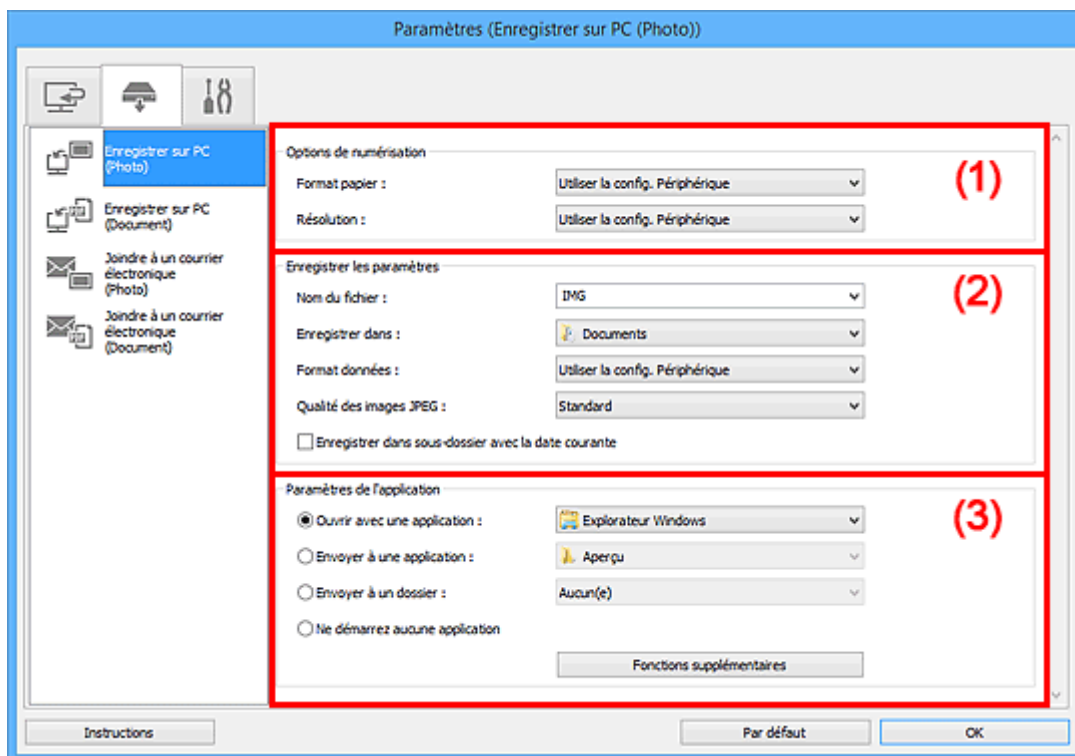 Paramètres (Enregistrer sur PC (Photo))
Enregistrer sur PC
(Photo)
Enregistrer sur PC
(Document)
Joindre à un courrier
électronique
(Photo)
Joindre à un courrier
électronique
(Document)
Options de numérisation
(1)
Format papier :
Utiliser la config. Périphérique
Résolution :
Utiliser la config. Périphérique
Enregistrer les paramètres
(2)
Nom du fichier :
IMG
Enregistrer dans :
Documents
Format données :
Utiliser la config. Périphérique
Qualité des images JPEG :
Standard
Enregistrer dans sous-dossier avec la date courante
Paramètres de l'application
(3)
Ouvrir avec une application :
Explorateur Windows
Envoyer à une application :
Aperçu
Envoyer à un dossier :
Aucun(e)
Ne démarrez aucune application
Fonctions supplémentaires
Instructions
Par défaut
OK